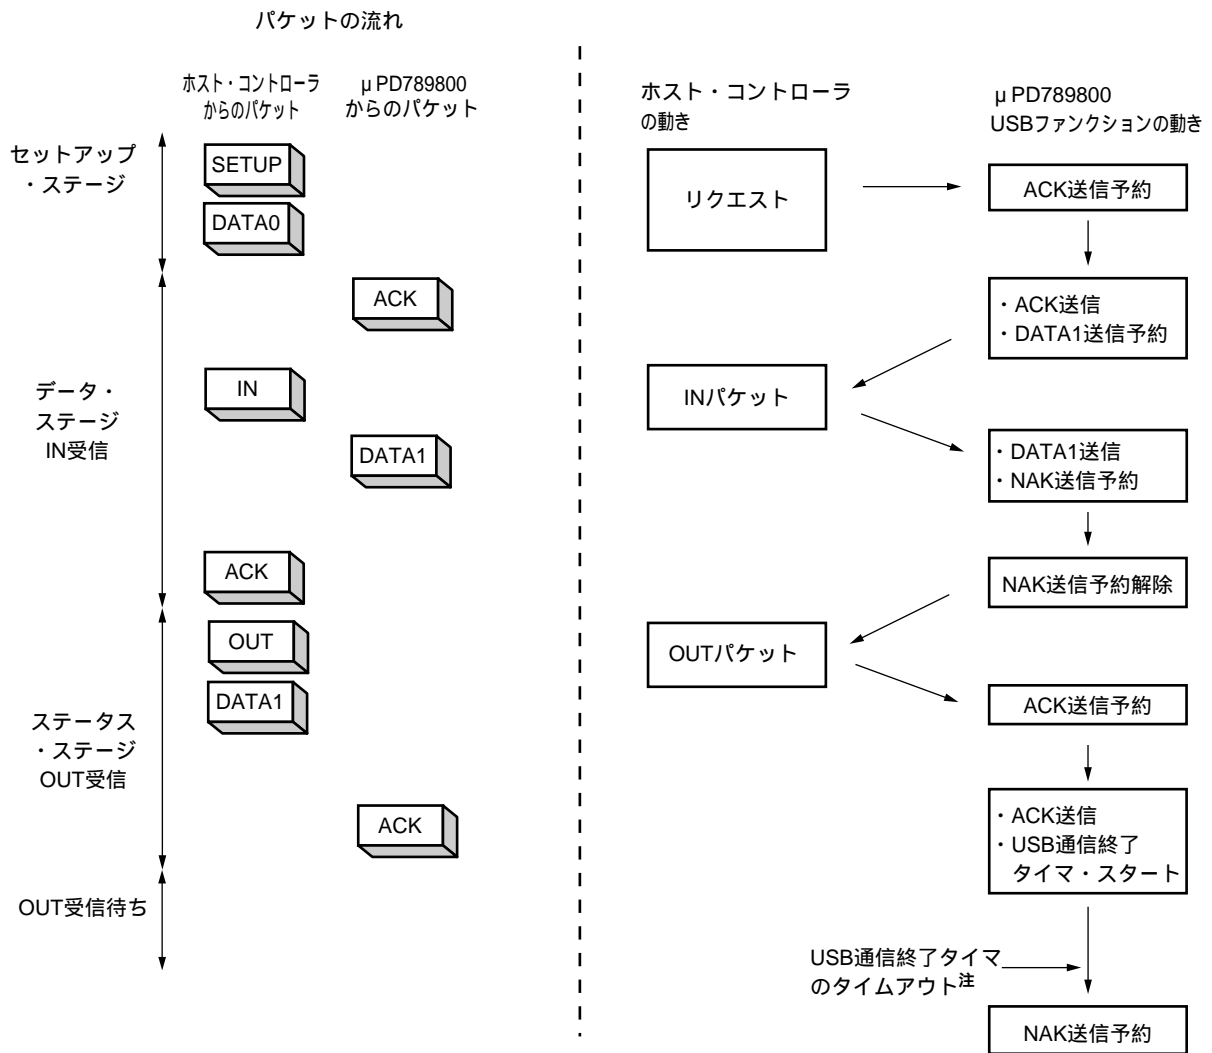 パケットの流れ
ホスト・コントローラ
からのパケット
μPD789800
からのパケット
セットアップ
・ステージ
SETUP
DATA0
ACK
データ・
ステージ
IN受信
IN
DATA1
ACK
ステータス
・ステージ
OUT受信
OUT
DATA1
ACK
OUT受信待ち
ホスト・コントローラ
の動き
μPD789800
USBファンクションの動き
リクエスト
ACK送信予約
・ACK送信
・DATA1送信予約
INパケット
・DATA1送信
・NAK送信予約
NAK送信予約解除
OUTパケット
ACK送信予約
・ACK送信
・USB通信終了
タイマ・スタート
USB通信終了タイマ
のタイムアウト注
NAK送信予約